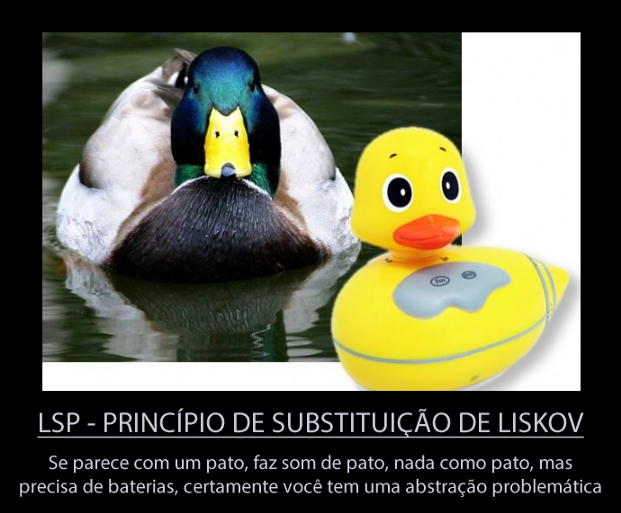 fm
LSP - PRINCÍPIO DE SUBSTITUIÇÃO DE LISKOV
Se parece com um pato, faz som de pato, nada como pato, mas
precisa de baterias, certamente você tem uma abstração problemática